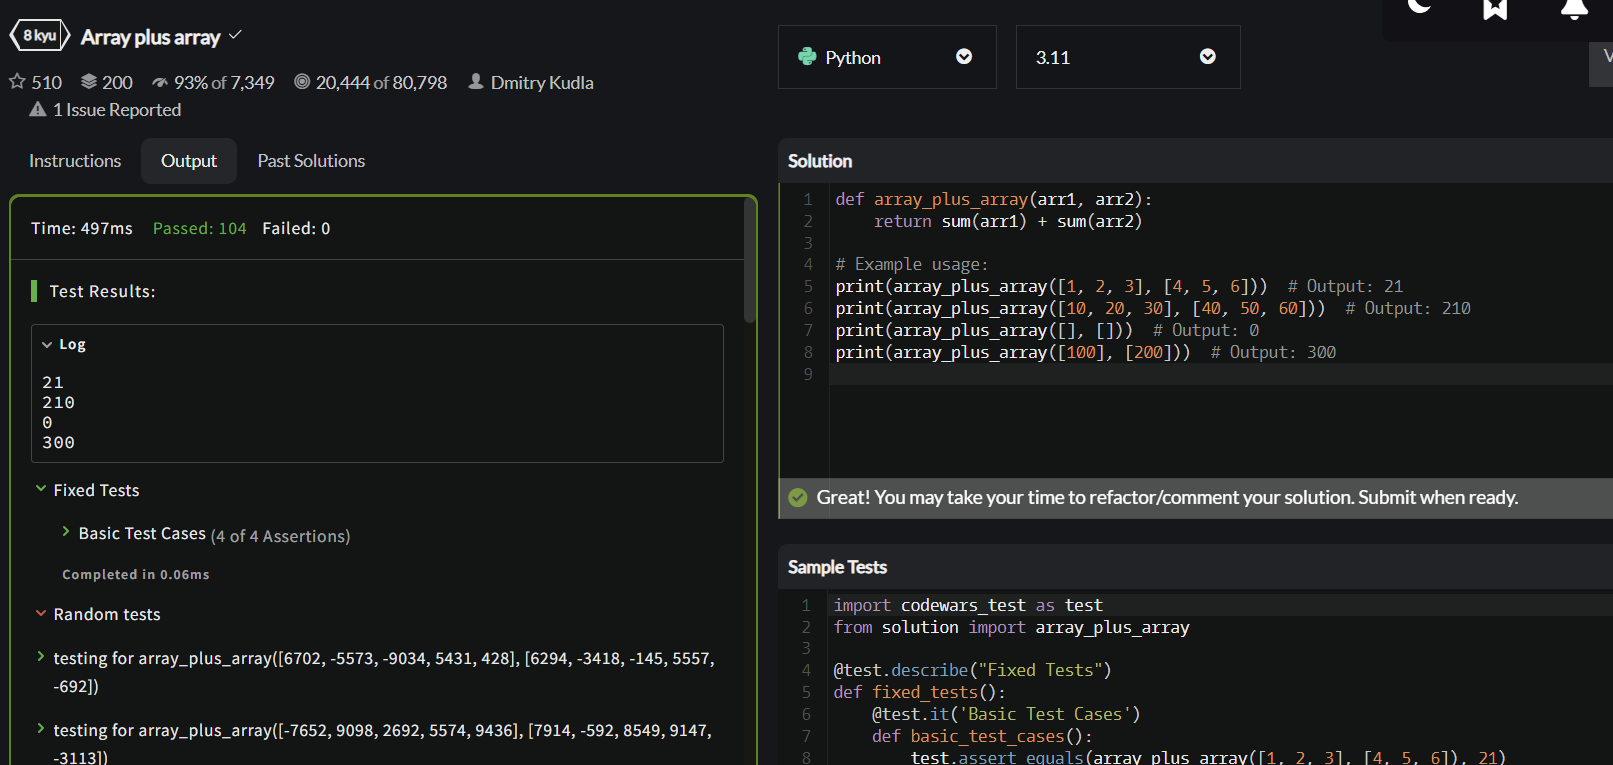 8 kyu Array plus array
510 200 93% of 7,349 20,444 of 80,798 Dmitry Kudla
1 Issue Reported
Instructions Output Past Solutions
Time: 497ms Passed: 104 Failed: 0
Test Results:
Log
21
210
0
300
Fixed Tests
Basic Test Cases (4 of 4 Assertions)
Completed in 0.06ms
Random tests
testing for array_plus_array([6702, -5573, -9034, 5431, 428], [6294, -3418, -145, 5557,
-692])
testing for array_plus_array([-7652, 9098, 2692, 5574, 9436], [7914, -592, 8549, 9147,
-3113])
Python 3.11
Solution
1 def array_plus_array(arr1, arr2):
2     return sum(arr1) + sum(arr2)
3
4 # Example usage:
5 print(array_plus_array([1, 2, 3], [4, 5, 6]))  # Output: 21
6 print(array_plus_array([10, 20, 30], [40, 50, 60]))  # Output: 210
7 print(array_plus_array([], []))  # Output: 0
8 print(array_plus_array([100], [200]))  # Output: 300
9
Great! You may take your time to refactor/comment your solution. Submit when ready.
Sample Tests
1 import codewars_test as test
2 from solution import array_plus_array
3
4 @test.describe("Fixed Tests")
5 def fixed_tests():
6     @test.it('Basic Test Cases')
7     def basic_test_cases():
8         test.assert_equals(array_plus_array([1, 2, 3], [4, 5, 6]), 21)